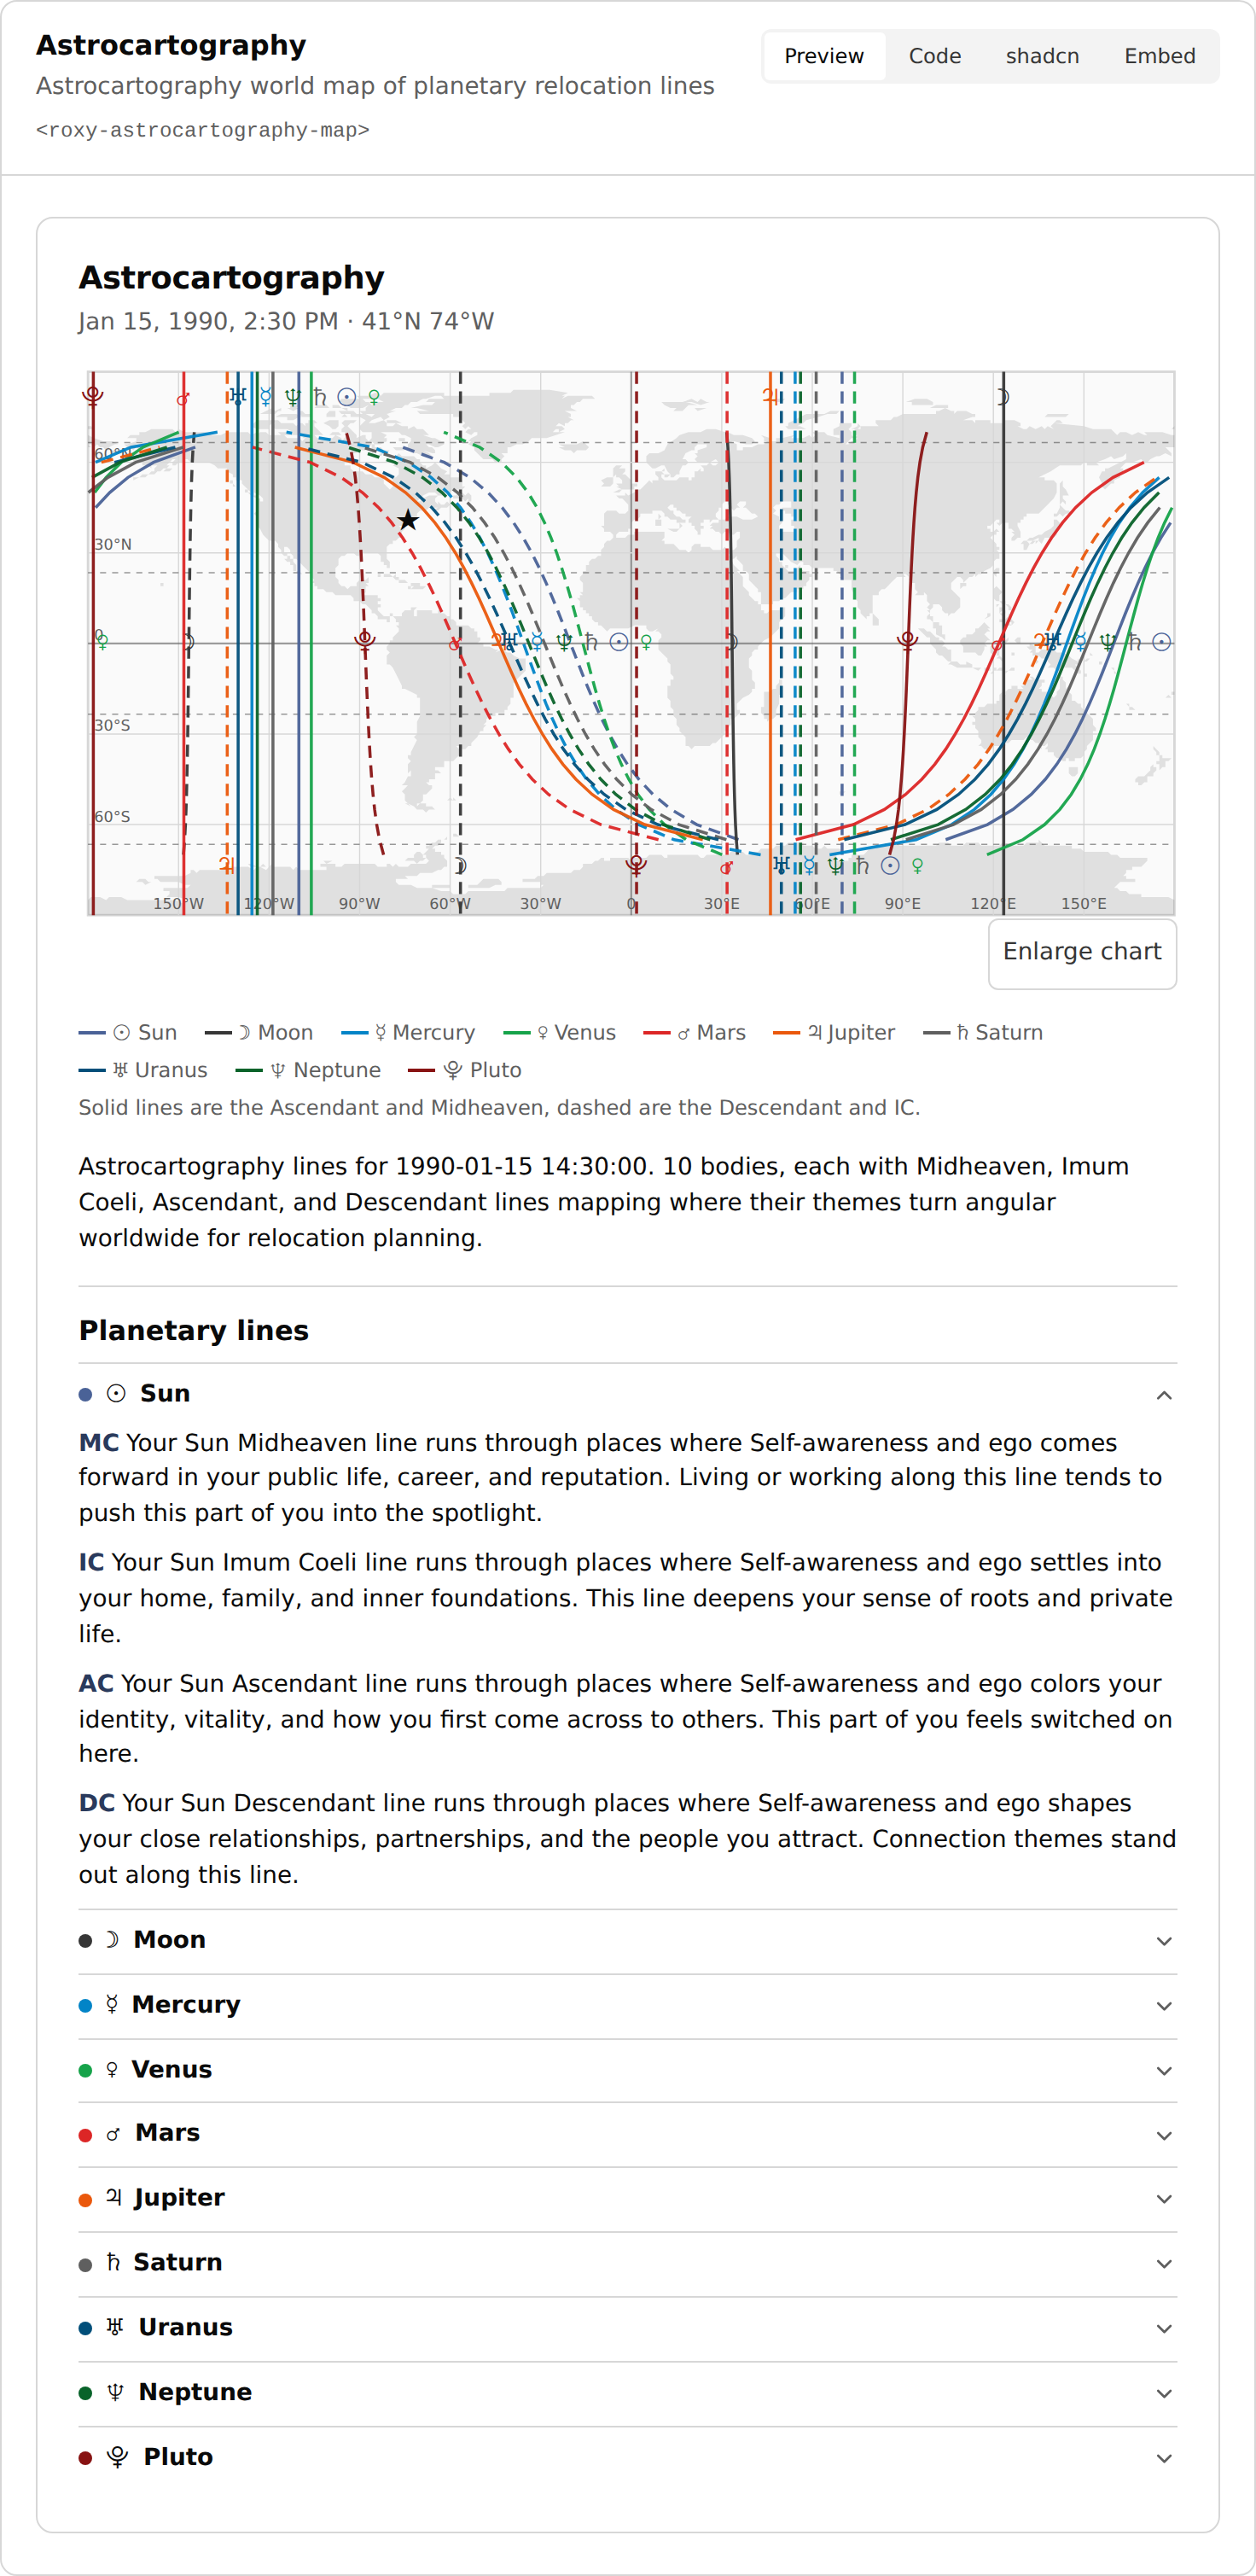 Astrocartography
Preview Code shadcn Embed
Astrocartography world map of planetary relocation lines
<roxy-astrocartography-map>
Astrocartography
Jan 15, 1990, 2:30 PM · 41°N 74°W
♇ ♂ ♅ ☿ ♆ ♄ ☉ ♀ ♃ ☽
60°N
★
30°N
0
♀ ☽ ♇ ♂ ♃ ♅ ☿ ♆ ♄ ☉ ♀ ☽ ♇ ♂ ♃ ♅ ☿ ♆ ♄ ☉
30°S
60°S
♃ ☽ ♇ ♂ ♅ ☿ ♆ ♄ ☉ ♀
150°W 120°W 90°W 60°W 30°W 0 30°E 60°E 90°E 120°E 150°E
Enlarge chart
☉ Sun ☽ Moon ☿ Mercury ♀ Venus ♂ Mars ♃ Jupiter ♄ Saturn
♅ Uranus ♆ Neptune ♇ Pluto
Solid lines are the Ascendant and Midheaven, dashed are the Descendant and IC.
Astrocartography lines for 1990-01-15 14:30:00. 10 bodies, each with Midheaven, Imum
Coeli, Ascendant, and Descendant lines mapping where their themes turn angular
worldwide for relocation planning.
Planetary lines
☉ Sun
MC Your Sun Midheaven line runs through places where Self-awareness and ego comes
forward in your public life, career, and reputation. Living or working along this line tends to
push this part of you into the spotlight.
IC Your Sun Imum Coeli line runs through places where Self-awareness and ego settles into
your home, family, and inner foundations. This line deepens your sense of roots and private
life.
AC Your Sun Ascendant line runs through places where Self-awareness and ego colors your
identity, vitality, and how you first come across to others. This part of you feels switched on
here.
DC Your Sun Descendant line runs through places where Self-awareness and ego shapes
your close relationships, partnerships, and the people you attract. Connection themes stand
out along this line.
☽ Moon
☿ Mercury
♀ Venus
♂ Mars
♃ Jupiter
♄ Saturn
♅ Uranus
♆ Neptune
♇ Pluto